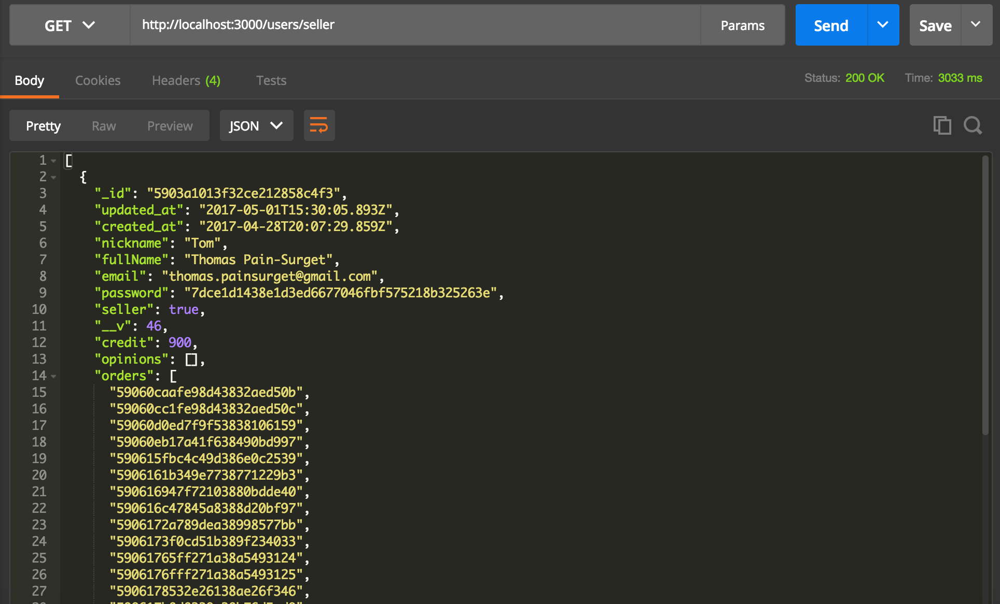 GET http://localhost:3000/users/seller Params Send Save
Body Cookies Headers (4) Tests Status: 200 OK Time: 3033 ms
Pretty Raw Preview JSON
1 [
2 {
3 "_id": "5903a1013f32ce212858c4f3",
4 "updated_at": "2017-05-01T15:30:05.893Z",
5 "created_at": "2017-04-28T20:07:29.859Z",
6 "nickname": "Tom",
7 "fullName": "Thomas Pain-Surget",
8 "email": "thomas.painsurget@gmail.com",
9 "password": "7dce1d1438e1d3ed6677046fbf575218b325263e",
10 "seller": true,
11 "__v": 46,
12 "credit": 900,
13 "opinions": [],
14 "orders": [
15 "59060caafe98d43832aed50b",
16 "59060cc1fe98d43832aed50c",
17 "59060d0ed7f9f53838106159",
18 "59060eb17a41f638490bd997",
19 "590615fbc4c49d386e0c2539",
20 "5906161b349e7738771229b3",
21 "590616947f72103880bdde40",
22 "590616c47845a8388d20bf97",
23 "5906172a789dea38998577bb",
24 "5906173f0cd51b389f234033",
25 "59061765ff271a38a5493124",
26 "5906176fff271a38a5493125",
27 "5906178532e26138ae26f346",